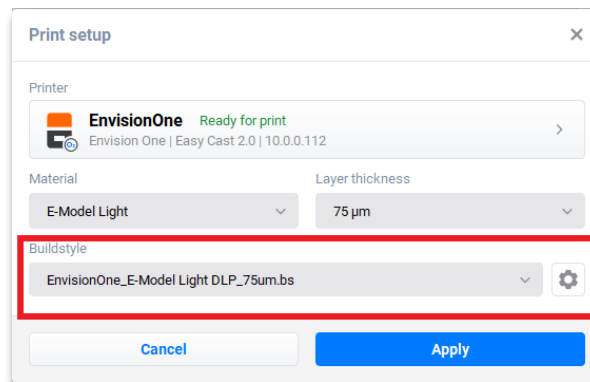 Print setup
Printer
EnvisionOne Ready for print
Envision One | Easy Cast 2.0 | 10.0.0.112
Material Layer thickness
E-Model Light 75 µm
Buildstyle
EnvisionOne_E-Model Light DLP_75um.bs
Cancel Apply